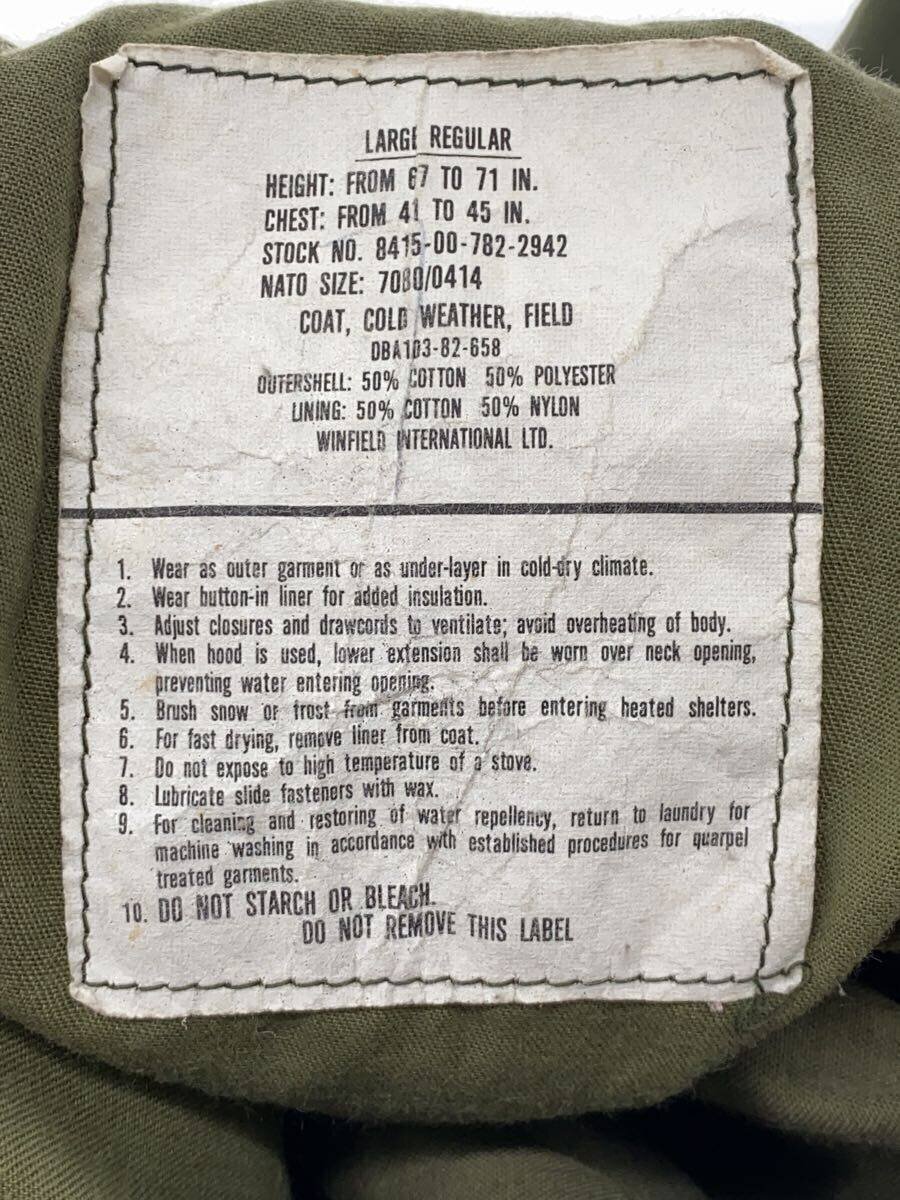 LARGE REGULAR
HEIGHT: FROM 67 TO 71 IN.
CHEST: FROM 41 TO 45 IN.
STOCK NO. 8415-00-782-2942
NATO SIZE: 7080/0414
COAT, COLD WEATHER, FIELD
DBA103-82-658
OUTERSHELL: 50% COTTON 50% POLYESTER
LINING: 50% COTTON 50% NYLON
WINFIELD INTERNATIONAL LTD.
1. Wear as outer garment or as under-layer in cold-dry climate.
2. Wear button-in liner for added insulation.
3. Adjust closures and drawcords to ventilate; avoid overheating of body.
4. When hood is used, lower extension shall be worn over neck opening,
preventing water entering opening.
5. Brush snow or frost from garments before entering heated shelters.
6. For fast drying, remove liner from coat.
7. Do not expose to high temperature of a stove.
8. Lubricate slide fasteners with wax.
9. For cleaning and restoring of water repellency, return to laundry for
machine washing in accordance with established procedures for quarpel
treated garments.
10. DO NOT STARCH OR BLEACH.
DO NOT REMOVE THIS LABEL